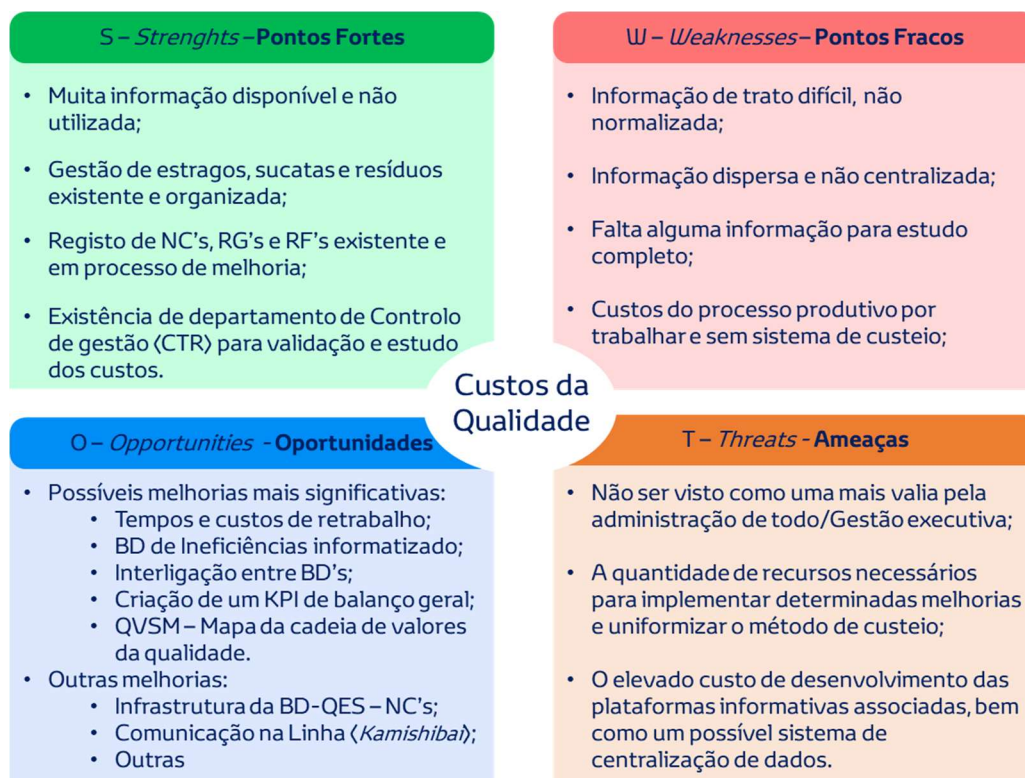 S – Strenghts – Pontos Fortes
• Muita informação disponível e não
utilizada;
• Gestão de estragos, sucatas e resíduos
existente e organizada;
• Registo de NC's, RG's e RF's existente e
em processo de melhoria;
• Existência de departamento de Controlo
de gestão (CTR) para validação e estudo
dos custos.
W – Weaknesses – Pontos Fracos
• Informação de trato difícil, não
normalizada;
• Informação dispersa e não centralizada;
• Falta alguma informação para estudo
completo;
• Custos do processo produtivo por
trabalhar e sem sistema de custeio;
Custos da
Qualidade
O – Opportunities - Oportunidades
• Possíveis melhorias mais significativas:
• Tempos e custos de retrabalho;
• BD de Ineficiências informatizado;
• Interligação entre BD's;
• Criação de um KPI de balanço geral;
• QVSM – Mapa da cadeia de valores
da qualidade.
• Outras melhorias:
• Infrastrutura da BD-QES – NC's;
• Comunicação na Linha (Kamishibai);
• Outras
T – Threats - Ameaças
• Não ser visto como uma mais valia pela
administração de todo/Gestão executiva;
• A quantidade de recursos necessários
para implementar determinadas melhorias
e uniformizar o método de custeio;
• O elevado custo de desenvolvimento das
plataformas informativas associadas, bem
como um possível sistema de
centralização de dados.